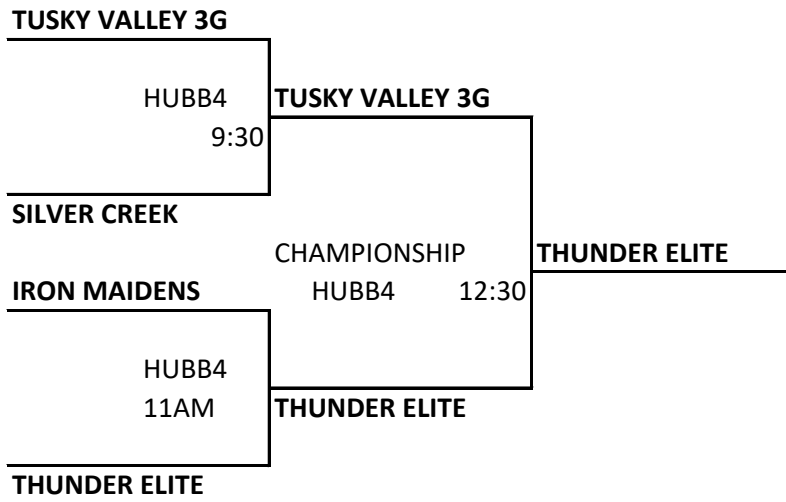 TUSKY VALLEY 3G
HUBB4
9:30
TUSKY VALLEY 3G
SILVER CREEK
CHAMPIONSHIP
HUBB4 12:30
THUNDER ELITE
IRON MAIDENS
HUBB4
11AM
THUNDER ELITE
THUNDER ELITE